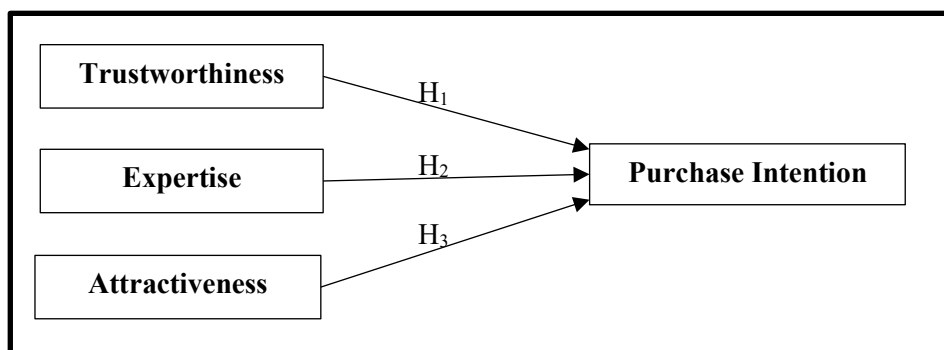 Trustworthiness
H₁
Expertise
H₂
Purchase Intention
H₃
Attractiveness